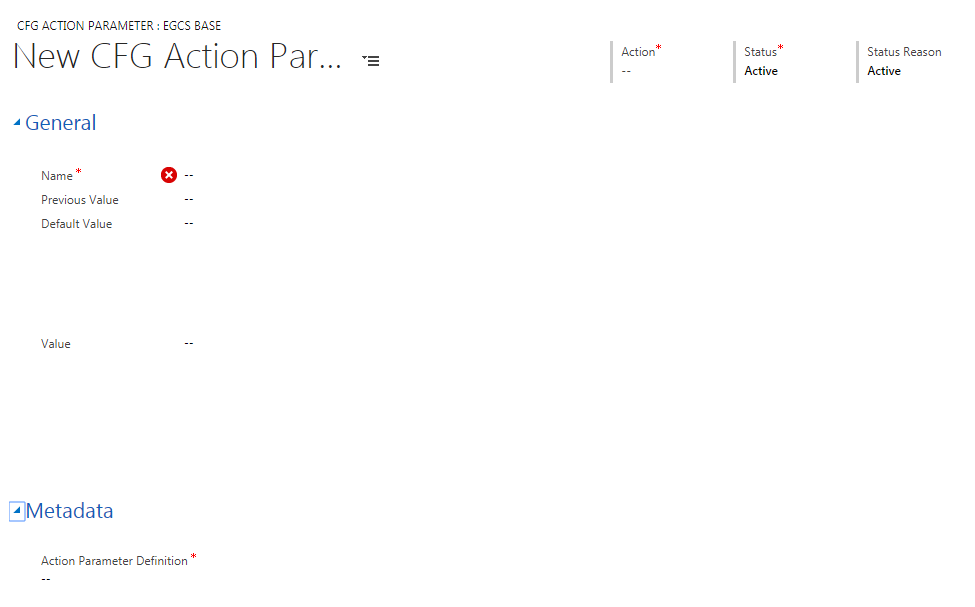 CFG ACTION PARAMETER : EGCS BASE
New CFG Action Par...
Action*
--
Status*
Active
Status Reason
Active
General
Name* --
Previous Value --
Default Value --
Value --
Metadata
Action Parameter Definition*
--